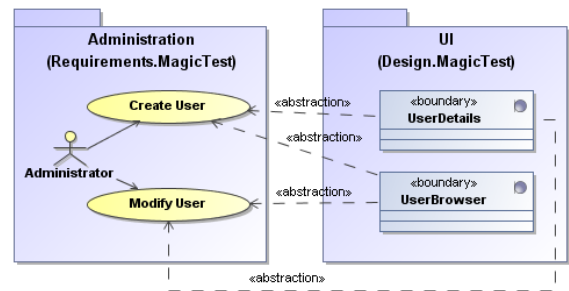 Administration
(Requirements.MagicTest)
UI
(Design.MagicTest)
Create User
«abstraction»
«boundary»
UserDetails
«abstraction»
Administrator
«abstraction»
«boundary»
UserBrowser
Modify User
«abstraction»